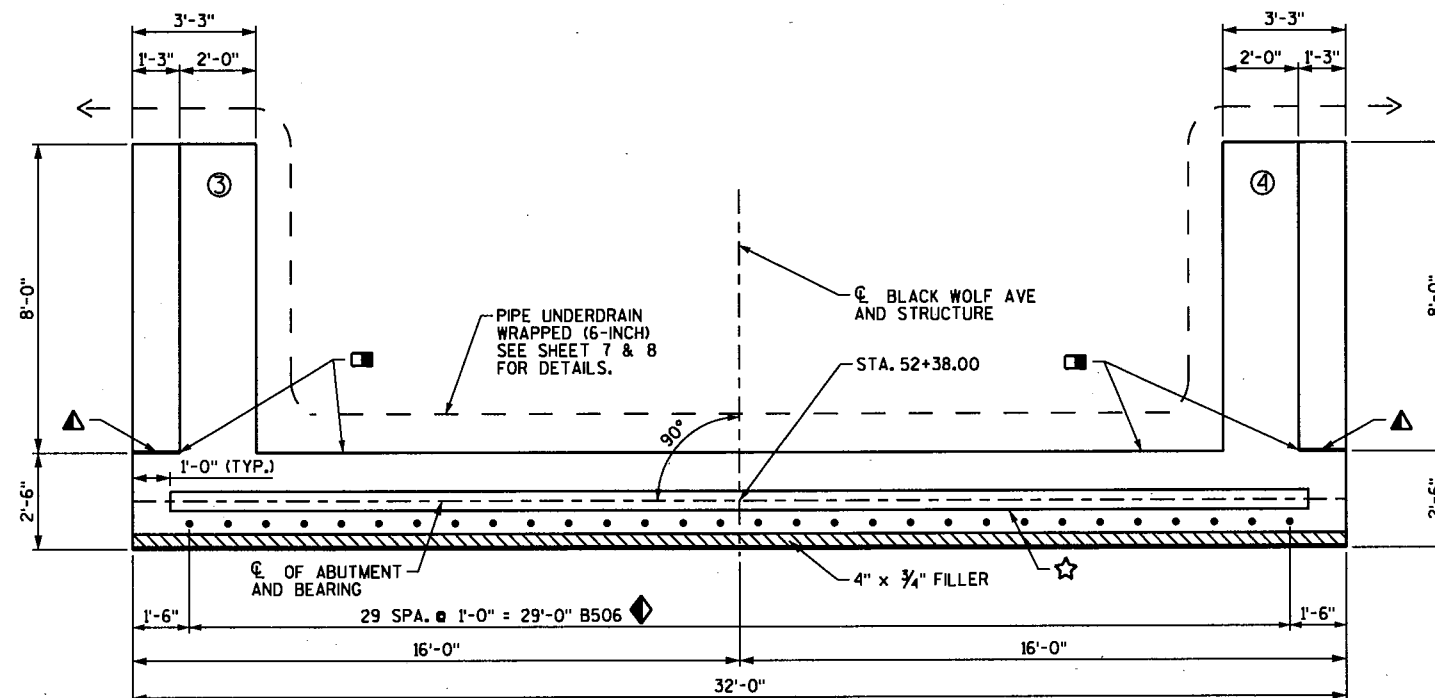 3'-3"
3'-3"
1'-3" 2'-0"
2'-0" 1'-3"
③
④
8'-0"
8'-0"
℄ BLACK WOLF AVE
AND STRUCTURE
PIPE UNDERDRAIN
WRAPPED (6-INCH)
SEE SHEET 7 & 8
FOR DETAILS.
STA. 52+38.00
90°
1'-0" (TYP.)
2'-6"
2'-6"
℄ OF ABUTMENT
AND BEARING
4" x 3/4" FILLER
1'-6"
29 SPA. @ 1'-0" = 29'-0" B506
1'-6"
16'-0"
16'-0"
32'-0"